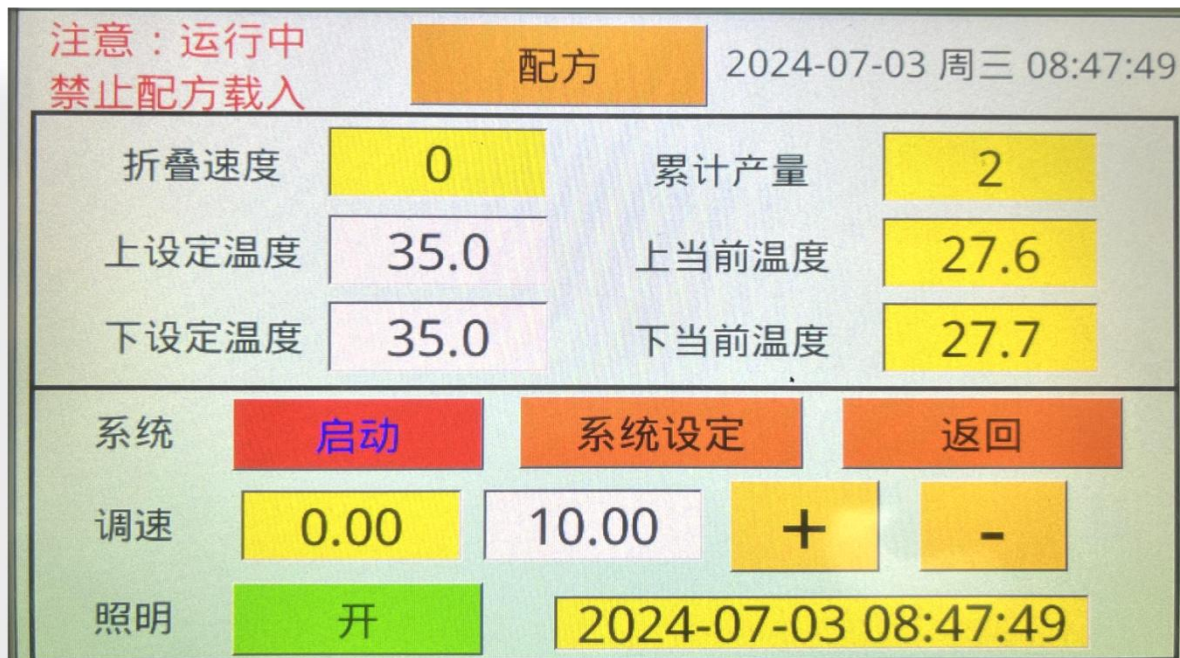 注意：运行中
禁止配方载入
配方
2024-07-03 周三 08:47:49
折叠速度 0 累计产量 2
上设定温度 35.0 上当前温度 27.6
下设定温度 35.0 下当前温度 27.7
系统 启动 系统设定 返回
调速 0.00 10.00 + -
照明 开 2024-07-03 08:47:49